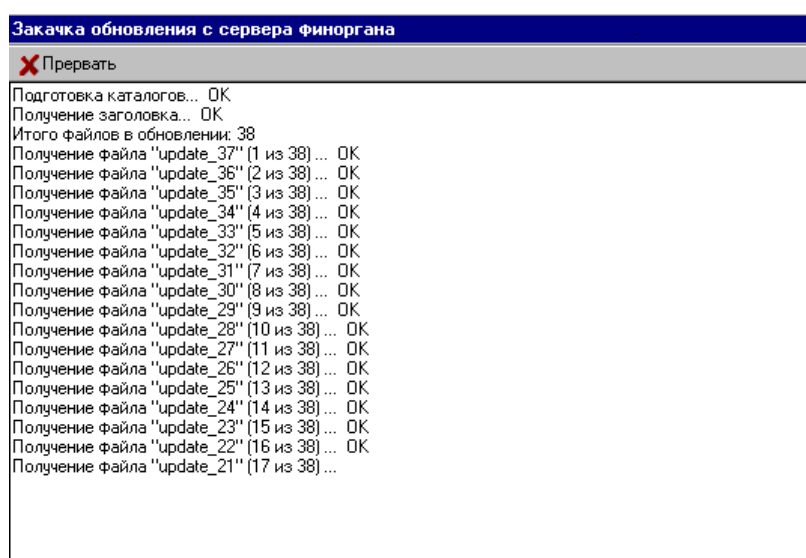 Закачка обновления с сервера Финоргана
Прервать
Подготовка каталогов... OK
Получение заголовка... OK
Итого файлов в обновлении: 38
Получение файла "update_37" (1 из 38) ... OK
Получение файла "update_36" (2 из 38) ... OK
Получение файла "update_35" (3 из 38) ... OK
Получение файла "update_34" (4 из 38) ... OK
Получение файла "update_33" (5 из 38) ... OK
Получение файла "update_32" (6 из 38) ... OK
Получение файла "update_31" (7 из 38) ... OK
Получение файла "update_30" (8 из 38) ... OK
Получение файла "update_29" (9 из 38) ... OK
Получение файла "update_28" (10 из 38) ... OK
Получение файла "update_27" (11 из 38) ... OK
Получение файла "update_26" (12 из 38) ... OK
Получение файла "update_25" (13 из 38) ... OK
Получение файла "update_24" (14 из 38) ... OK
Получение файла "update_23" (15 из 38) ... OK
Получение файла "update_22" (16 из 38) ... OK
Получение файла "update_21" (17 из 38) ...